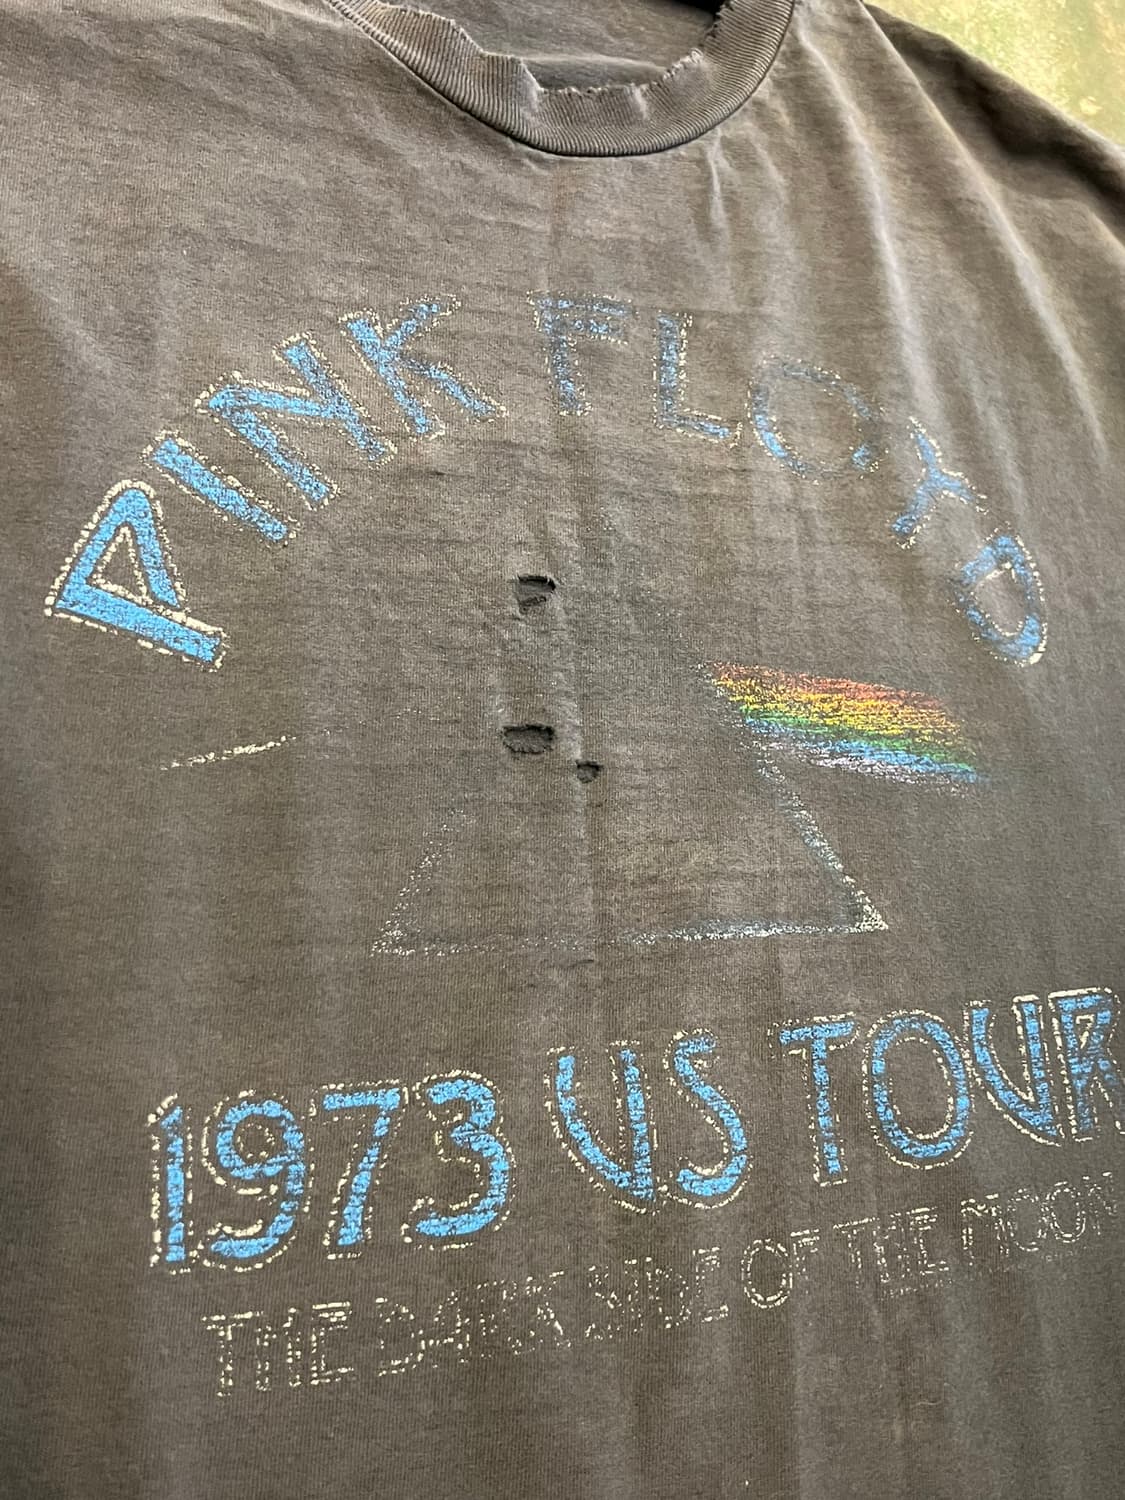 PINK FLOYD
1973 US TOUR
THE DARK SIDE OF THE MOON